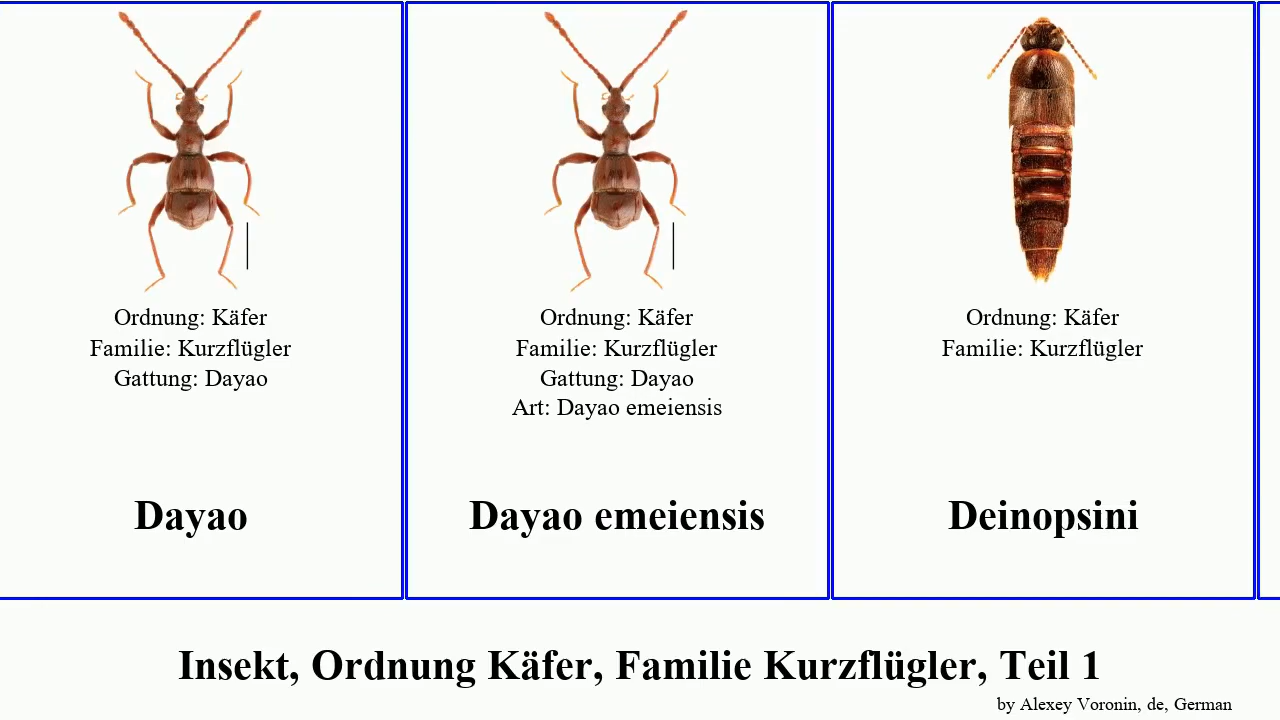 Ordnung: Käfer
Familie: Kurzflügler
Gattung: Dayao
Dayao
Ordnung: Käfer
Familie: Kurzflügler
Gattung: Dayao
Art: Dayao emeiensis
Dayao emeiensis
Ordnung: Käfer
Familie: Kurzflügler
Deinopsini
Insekt, Ordnung Käfer, Familie Kurzflügler, Teil 1
by Alexey Voronin, de, German